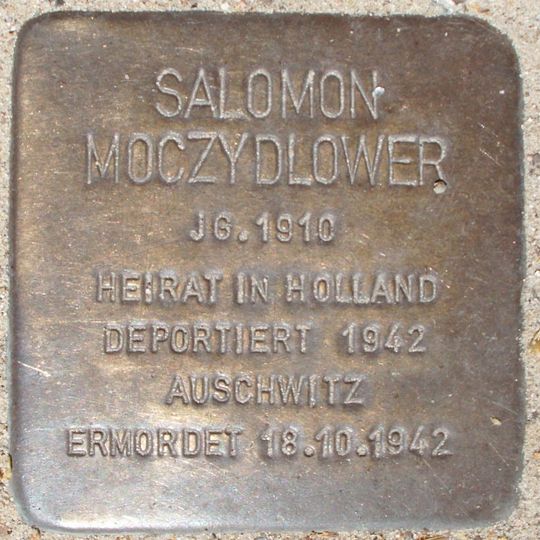 SALOMON
MOCZYDLOWER
JG.1910
HEIRAT IN HOLLAND
DEPORTIERT 1942
AUSCHWITZ
ERMORDET 18.10.1942